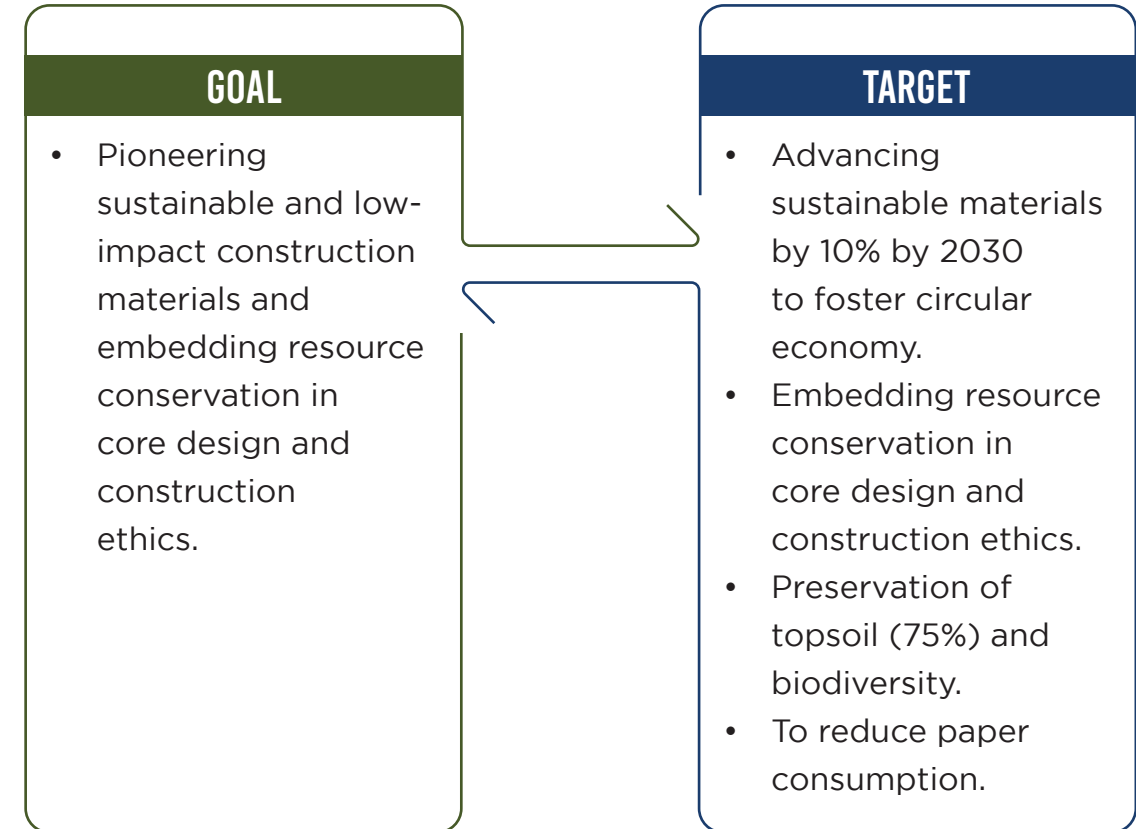 GOAL
• Pioneering
sustainable and low-
impact construction
materials and
embedding resource
conservation in
core design and
construction
ethics.
TARGET
• Advancing
sustainable materials
by 10% by 2030
to foster circular
economy.
• Embedding resource
conservation in
core design and
construction ethics.
• Preservation of
topsoil (75%) and
biodiversity.
• To reduce paper
consumption.